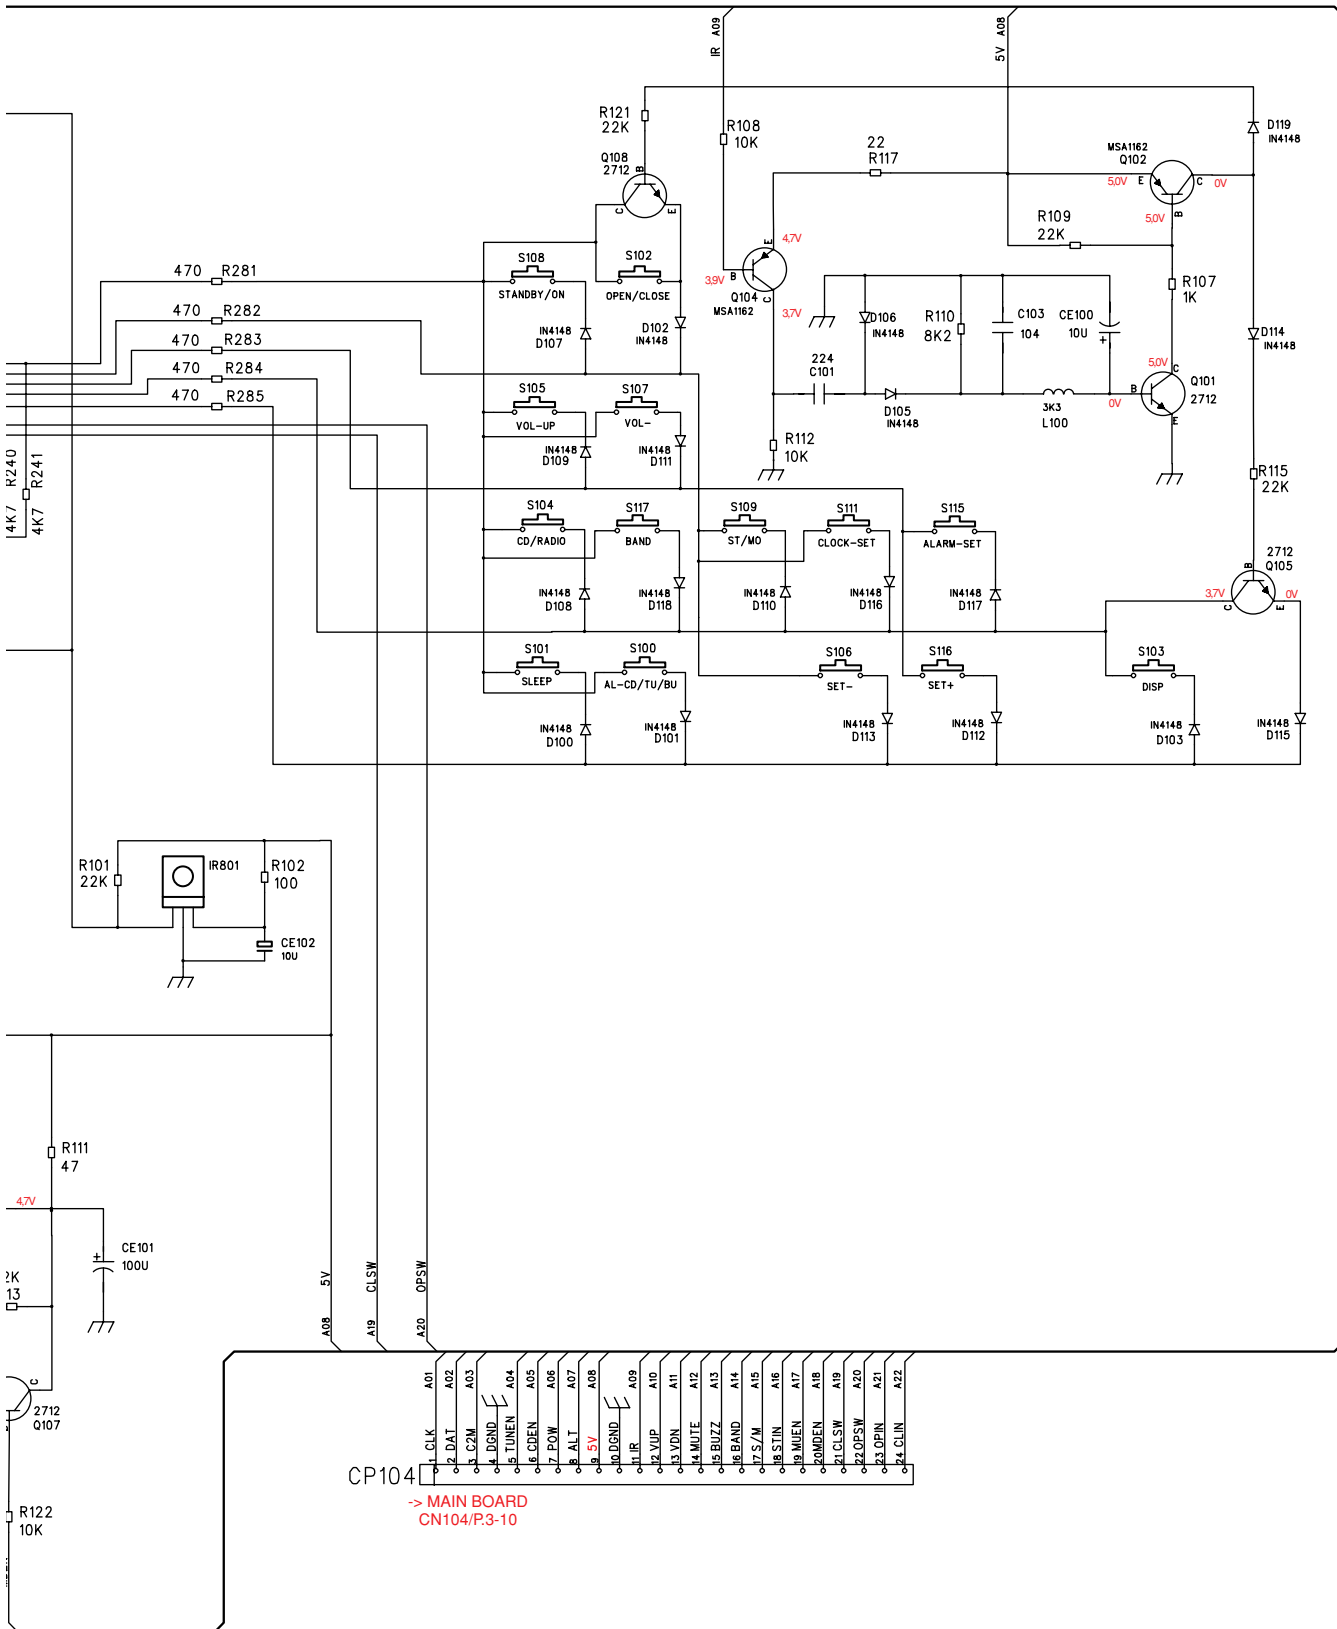 IR A09
5V A08
R121
22K
R108
10K
22
R117
D119
IN4148
MSA1162
Q102
Q108
2712
B
C
E
5,0V
E
C
0V
B
5,0V
R109
22K
4,7V
E
3,9V
B
Q104
MSA1162
C
3,7V
470 R281
S108
STANDBY/ON
S102
OPEN/CLOSE
R107
1K
470 R282
IN4148
D107
D102
IN4148
D106
IN4148
R110
8K2
C103
104
CE100
10U
+
D114
IN4148
470 R283
470 R284
224
C101
5,0V
C
Q101
2712
B
0V
E
470 R285
S105
VOL-UP
S107
VOL-
D105
IN4148
3K3
L100
IN4148
D109
IN4148
D111
R112
10K
4K7 R240
4K7 R241
R115
22K
S104
CD/RADIO
S117
BAND
S109
ST/MO
S111
CLOCK-SET
S115
ALARM-SET
2712
Q105
B
3,7V
C
E
0V
IN4148
D108
IN4148
D118
IN4148
D110
IN4148
D116
IN4148
D117
S101
SLEEP
S100
AL-CD/TU/BU
S106
SET-
S116
SET+
S103
DISP
IN4148
D100
IN4148
D101
IN4148
D113
IN4148
D112
IN4148
D103
IN4148
D115
R101
22K
IR801
R102
100
CE102
10U
R111
47
4,7V
+
CE101
100U
2K
13
5V
A08
CLSW
A19
OPSW
A20
C
2712
Q107
R122
10K
A01
A02
A03
A04
A05
A06
A07
A08
A09
A10
A11
A12
A13
A14
A15
A16
A17
A18
A19
A20
A21
A22
1 CLK
2 DAT
3 C2M
4 DGND
5 TUNEN
6 CDEN
7 POW
8 ALT
9 5V
10 DGND
11 IR
12 VUP
13 VDN
14 MUTE
15 BUZZ
16 BAND
17 S/M
18 STIN
19 MUEN
20 MDEN
21 CLSW
22 OPSW
23 OPIN
24 CLIN
CP104
-> MAIN BOARD
CN104/P.3-10